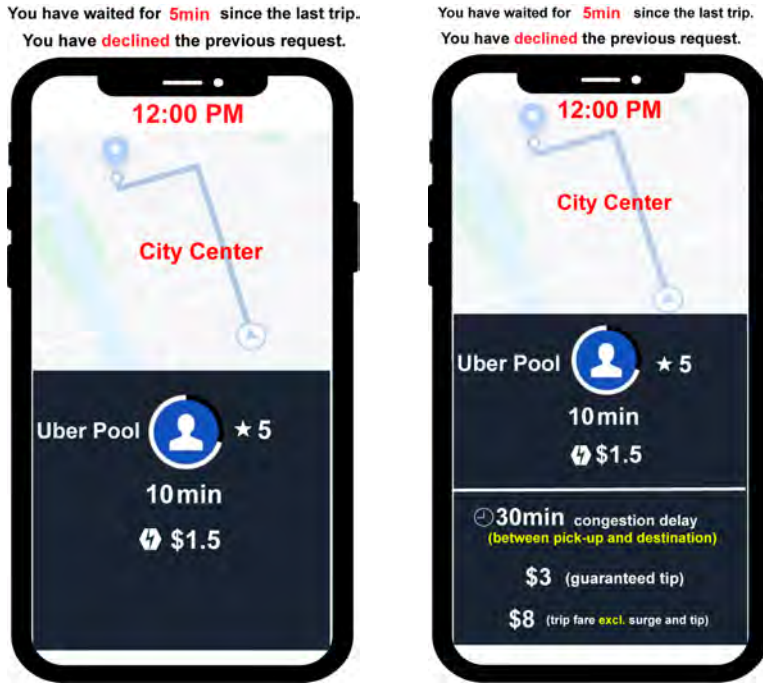 You have waited for 5min since the last trip.
You have declined the previous request.
12:00 PM
City Center
Uber Pool ★ 5
10min
$1.5
You have waited for 5min since the last trip.
You have declined the previous request.
12:00 PM
City Center
Uber Pool ★ 5
10min
$1.5
30min congestion delay
(between pick-up and destination)
$3 (guaranteed tip)
$8 (trip fare excl. surge and tip)